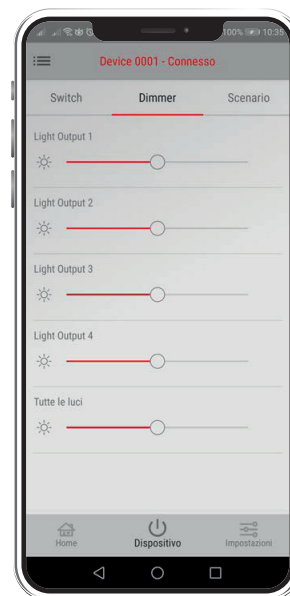 100% 10:35
Device 0001 - Connesso
Switch Dimmer Scenario
Light Output 1
Light Output 2
Light Output 3
Light Output 4
Tutte le luci
Home Dispositivo Impostazioni